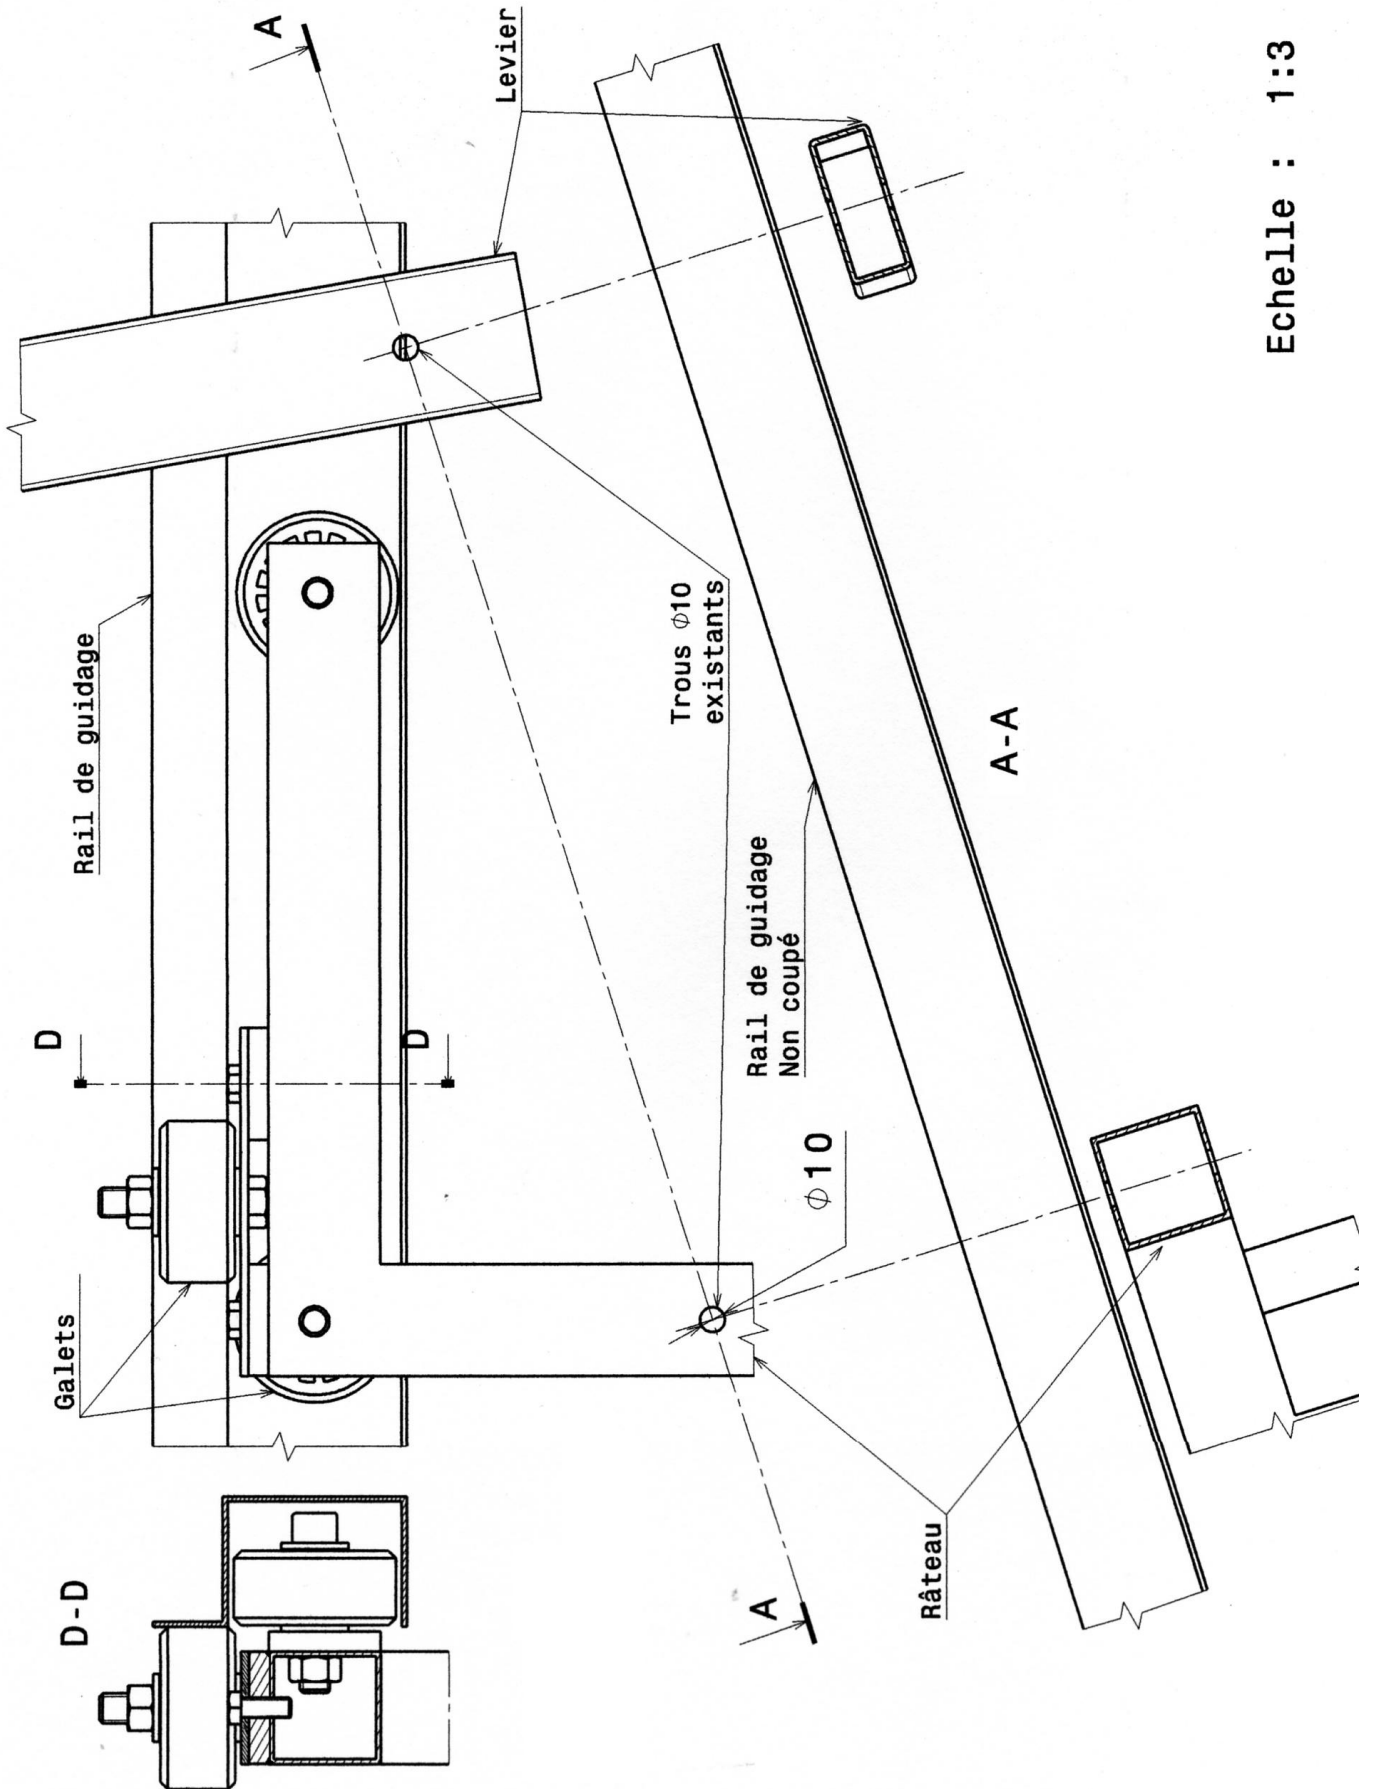 D-D
Galets
D
D
Rail de guidage
A
Levier
Trous Φ10
existants
Φ10
A
Râteau
Rail de guidage
Non coupé
A-A
Echelle : 1:3